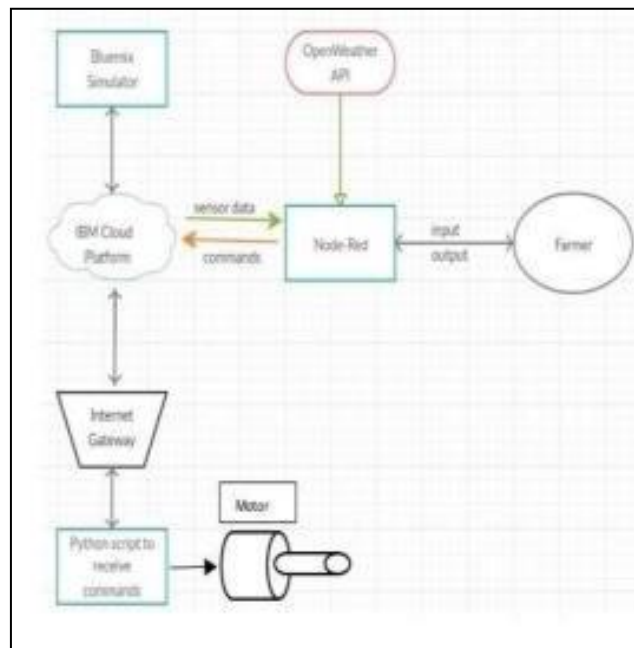 Bluemix
Simulator
OpenWeather
API
sensor data
IBM Cloud
Platform
commands
Node-Red
input
output
Farmer
Internet
Gateway
Motor
Python script to
receive
commands